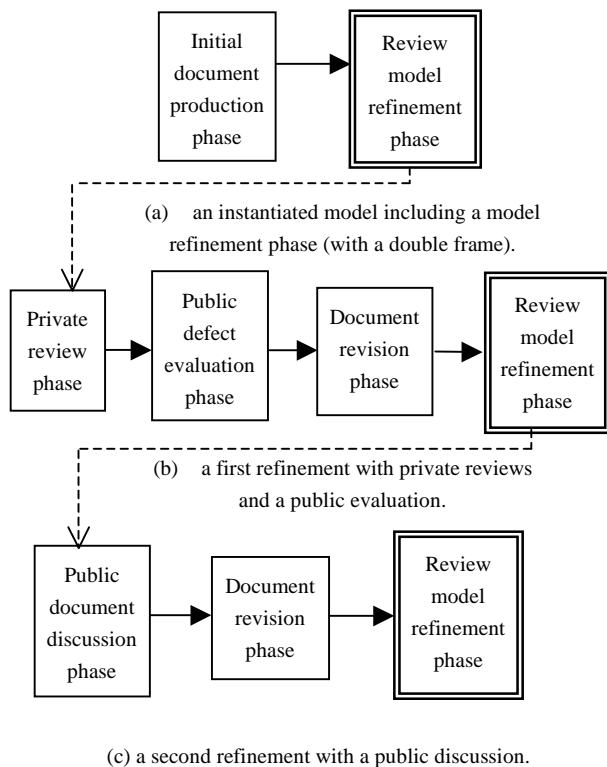 Initial
document
production
phase
Review
model
refinement
phase
(a) an instantiated model including a model
refinement phase (with a double frame).
Private
review
phase
Public
defect
evaluation
phase
Document
revision
phase
Review
model
refinement
phase
(b) a first refinement with private reviews
and a public evaluation.
Public
document
discussion
phase
Document
revision
phase
Review
model
refinement
phase
(c) a second refinement with a public discussion.